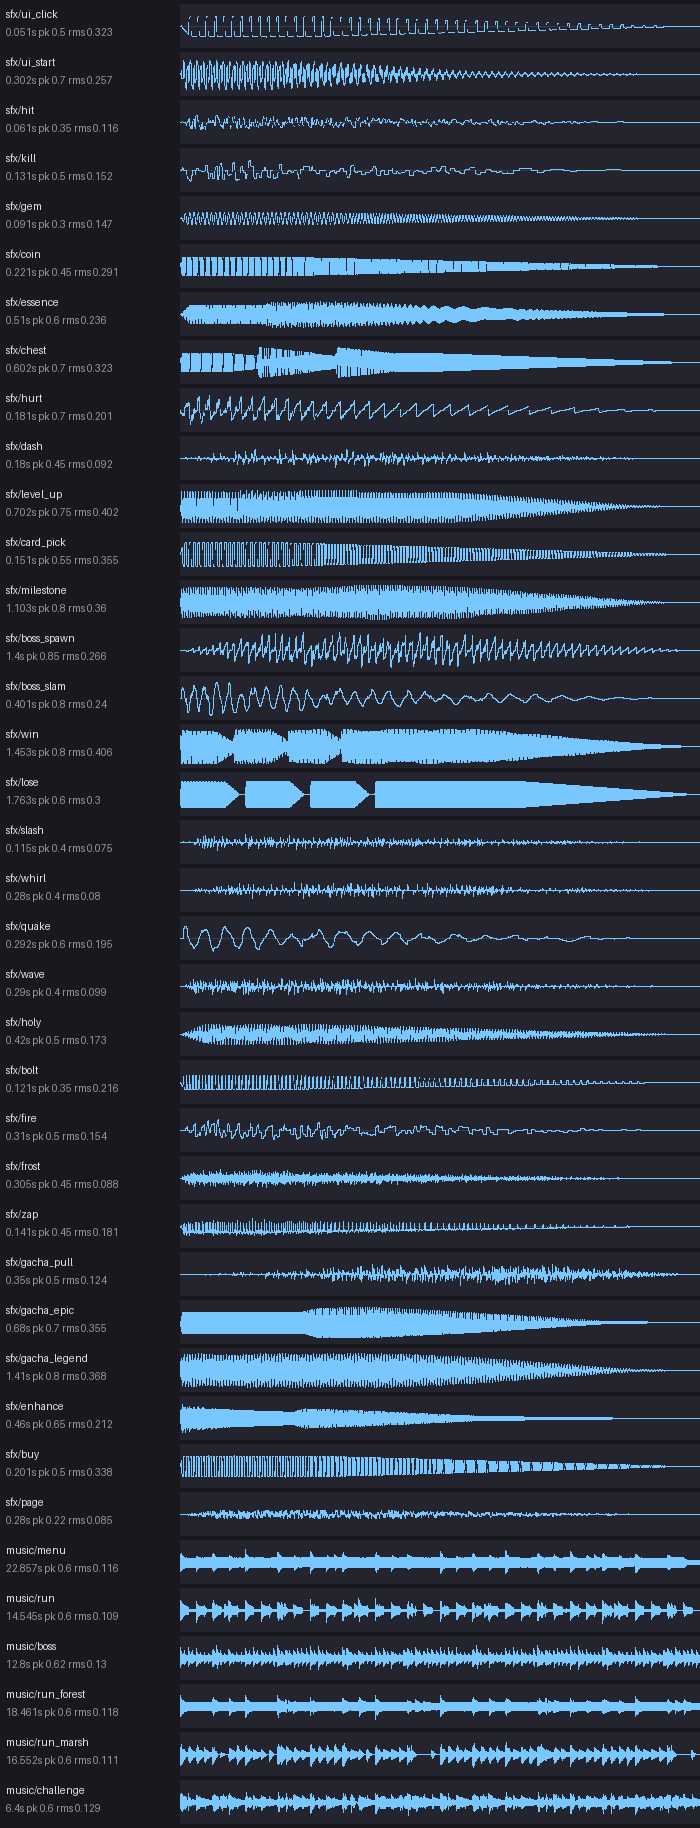 sfx/ui_click
0.051s pk 0.5 rms 0.323
sfx/ui_start
0.302s pk 0.7 rms 0.257
sfx/hit
0.061s pk 0.35 rms 0.116
sfx/kill
0.131s pk 0.5 rms 0.152
sfx/gem
0.091s pk 0.3 rms 0.147
sfx/coin
0.221s pk 0.45 rms 0.291
sfx/essence
0.51s pk 0.6 rms 0.236
sfx/chest
0.602s pk 0.7 rms 0.323
sfx/hurt
0.181s pk 0.7 rms 0.201
sfx/dash
0.18s pk 0.45 rms 0.092
sfx/level_up
0.702s pk 0.75 rms 0.402
sfx/card_pick
0.151s pk 0.55 rms 0.355
sfx/milestone
1.103s pk 0.8 rms 0.36
sfx/boss_spawn
1.4s pk 0.85 rms 0.266
sfx/boss_slam
0.401s pk 0.8 rms 0.24
sfx/win
1.453s pk 0.8 rms 0.406
sfx/lose
1.763s pk 0.6 rms 0.3
sfx/slash
0.115s pk 0.4 rms 0.075
sfx/whirl
0.28s pk 0.4 rms 0.08
sfx/quake
0.292s pk 0.6 rms 0.195
sfx/wave
0.29s pk 0.4 rms 0.099
sfx/holy
0.42s pk 0.5 rms 0.173
sfx/bolt
0.121s pk 0.35 rms 0.216
sfx/fire
0.31s pk 0.5 rms 0.154
sfx/frost
0.305s pk 0.45 rms 0.088
sfx/zap
0.141s pk 0.45 rms 0.181
sfx/gacha_pull
0.35s pk 0.5 rms 0.124
sfx/gacha_epic
0.68s pk 0.7 rms 0.355
sfx/gacha_legend
1.41s pk 0.8 rms 0.368
sfx/enhance
0.46s pk 0.65 rms 0.212
sfx/buy
0.201s pk 0.5 rms 0.338
sfx/page
0.28s pk 0.22 rms 0.085
music/menu
22.857s pk 0.6 rms 0.116
music/run
14.545s pk 0.6 rms 0.109
music/boss
12.8s pk 0.62 rms 0.13
music/run_forest
18.461s pk 0.6 rms 0.118
music/run_marsh
16.552s pk 0.6 rms 0.111
music/challenge
6.4s pk 0.6 rms 0.129